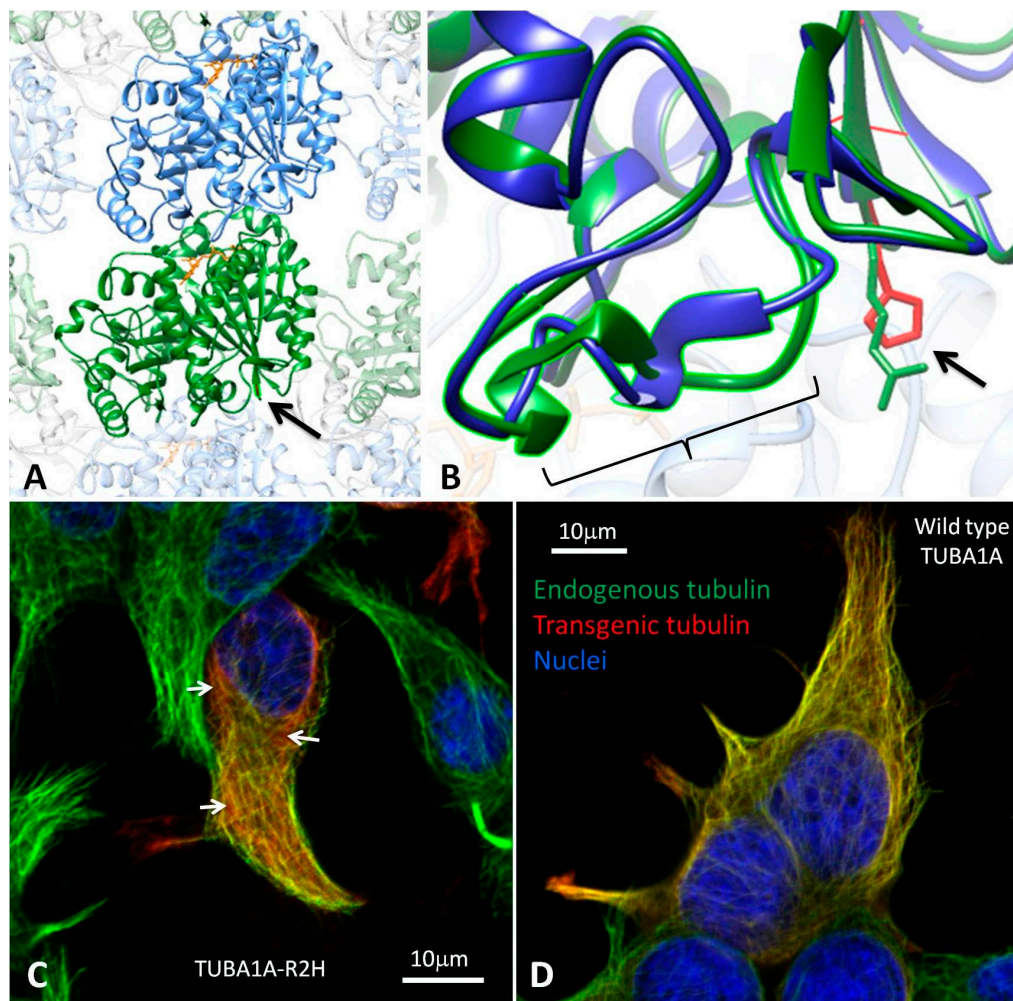 A
B
10μm
Wild type
TUBA1A
Endogenous tubulin
Transgenic tubulin
Nuclei
C
TUBA1A-R2H
10μm
D